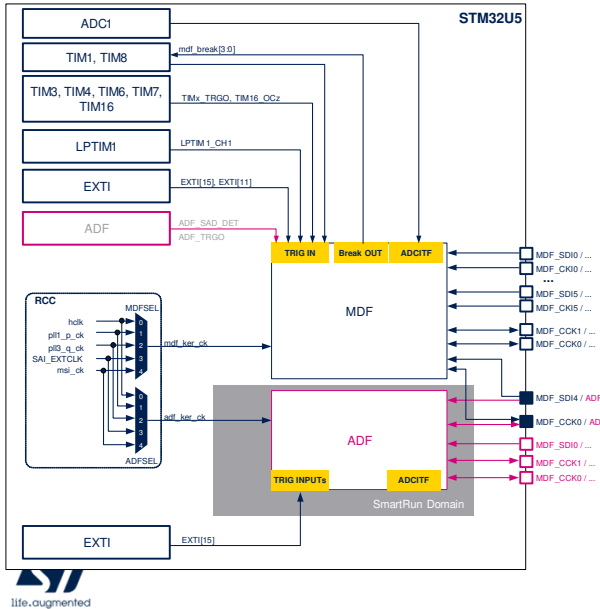 STM32U5
ADC1
mdf_break[3:0]
TIM1, TIM8
TIM3, TIM4, TIM6, TIM7,
TIM16
TIMx_TRGO, TIM16_OCz
LPTIM1
LPTIM1_CH1
EXTI
EXTI[15], EXTI[11]
ADF
ADF_SAD_DET
ADF_TRGO
TRIG IN
Break OUT
ADCITF
MDF
MDF_SDI0 / ...
MDF_CKI0 / ...
...
MDF_SDI5 / ...
MDF_CKI5 / ...
MDF_CCK1 / ...
MDF_CCK0 / ...
RCC
MDFSEL
hclk
pll1_p_ck
pll3_q_ck
SAI_EXTCLK
msi_ck
0
1
2
3
4
mdf_ker_ck
0
1
2
3
4
ADFSEL
adf_ker_ck
MDF_SDI4 / ADF
MDF_CCK0 / AD
ADF
MDF_SDI0 / ...
MDF_CCK1 / ...
MDF_CCK0 / ...
TRIG INPUTs
ADCITF
SmartRun Domain
EXTI
EXTI[15]
life.augmented